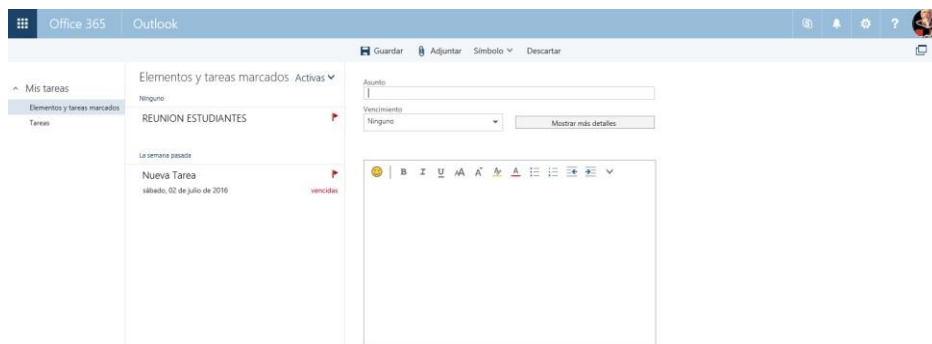 Office 365 Outlook ?
Guardar Adjuntar Símbolo Descartar
Mis tareas
Elementos y tareas marcados
Tareas
Elementos y tareas marcados Activas
Ninguno
REUNION ESTUDIANTES
La semana pasada
Nueva Tarea
sábado, 02 de julio de 2016 vencidas
Asunto
Vencimiento
Ninguno Mostrar más detalles
B I U AA A A